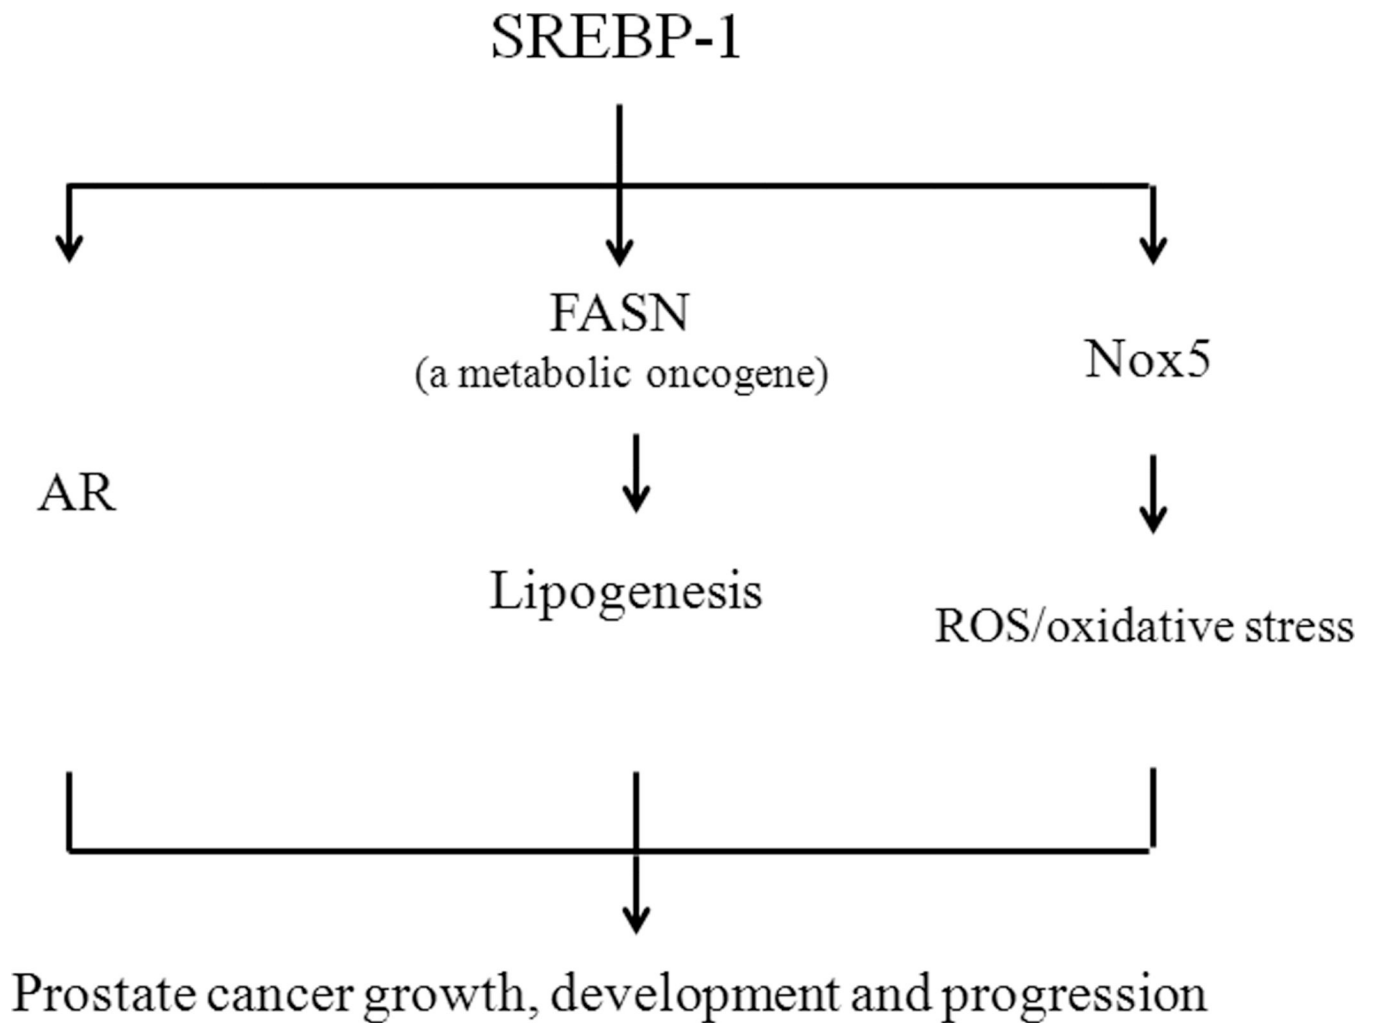 SREBP-1
FASN
(a metabolic oncogene)
Nox5
AR
Lipogenesis
ROS/oxidative stress
Prostate cancer growth, development and progression